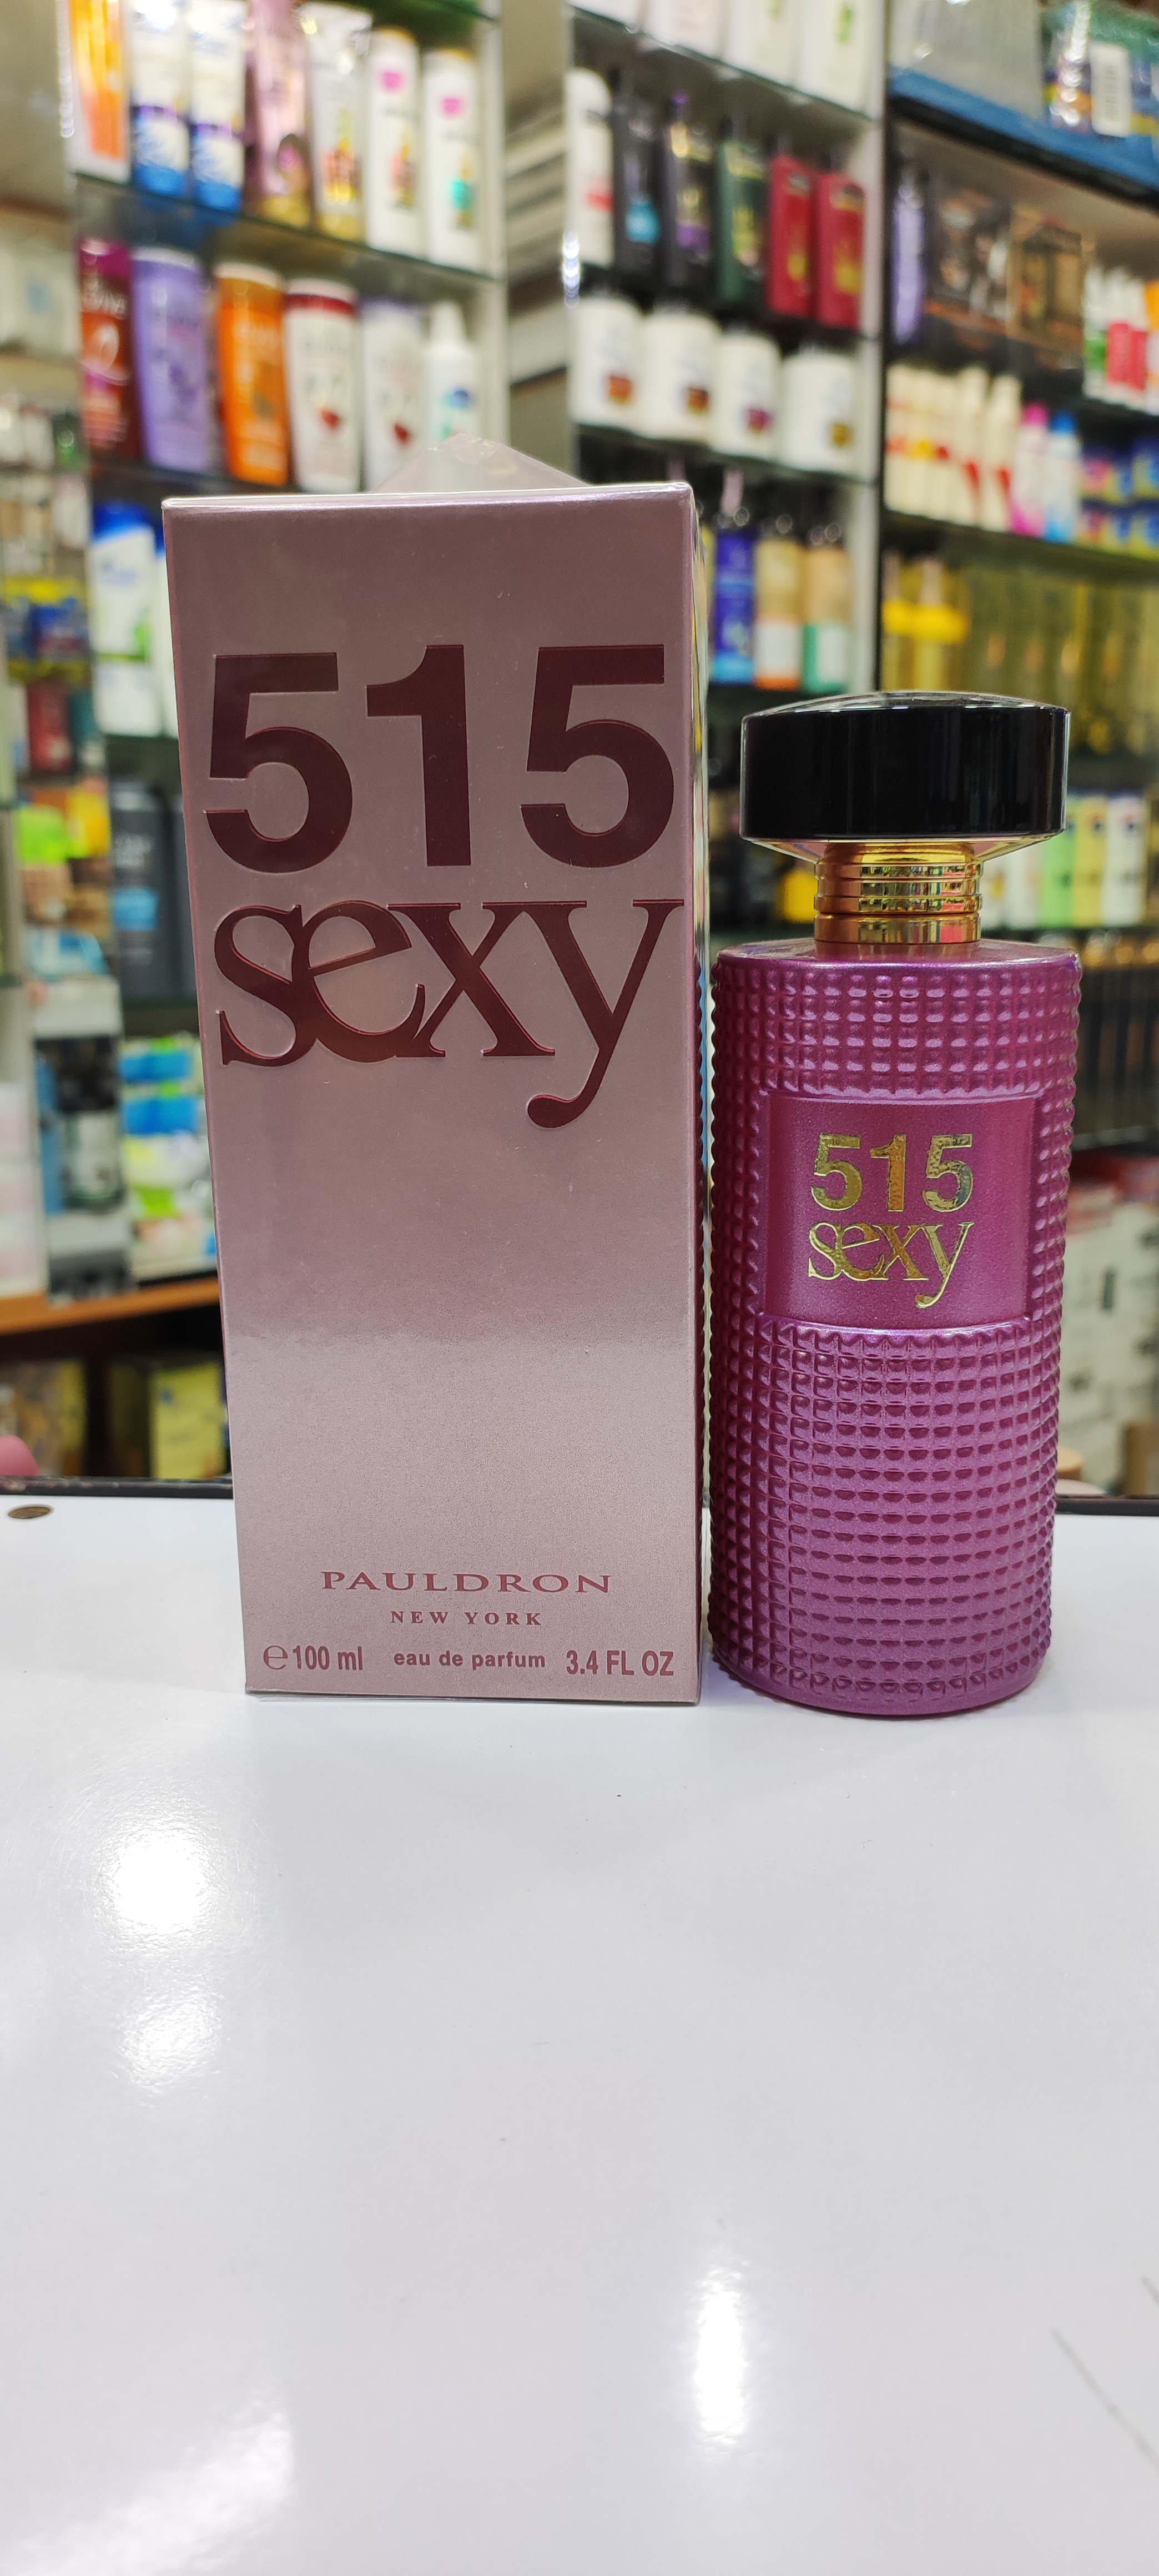 515
sexy
PAULDRON
NEW YORK
℮100 ml eau de parfum 3.4 FL OZ
515
sexy